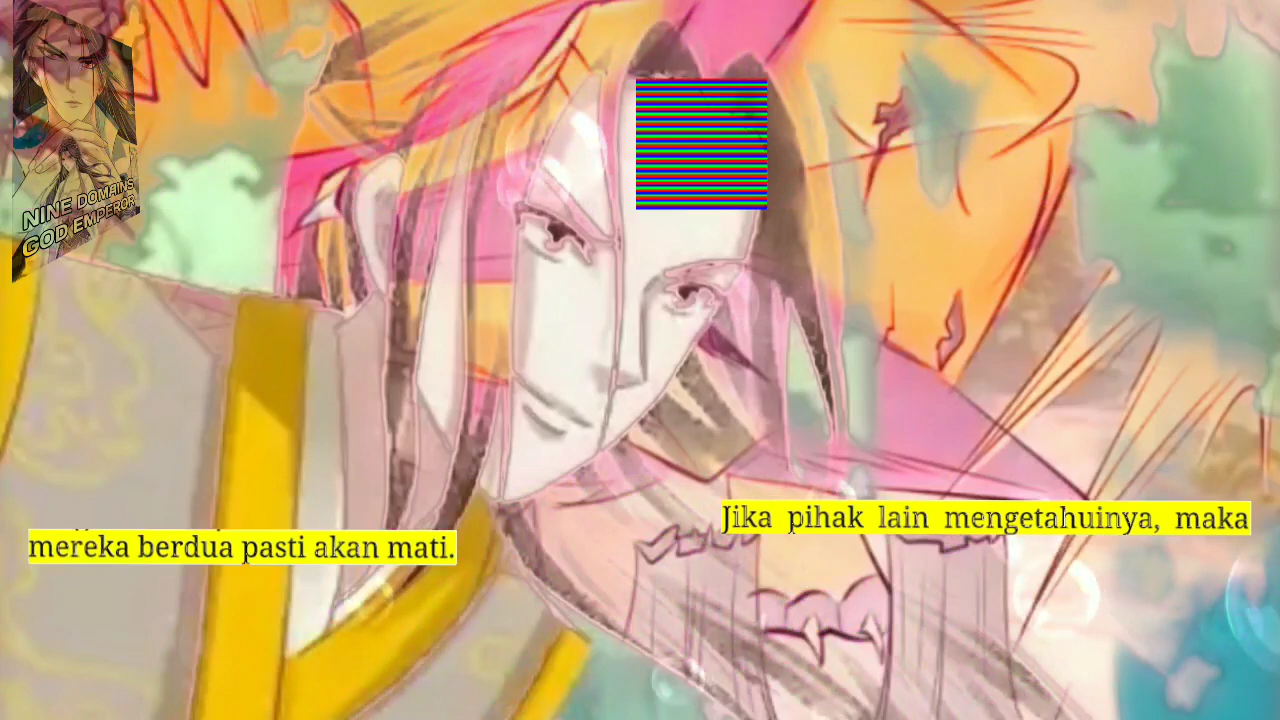 NINE DOMAINS
GOD EMPEROR
Jika pihak lain mengetahuinya, maka
mereka berdua pasti akan mati.